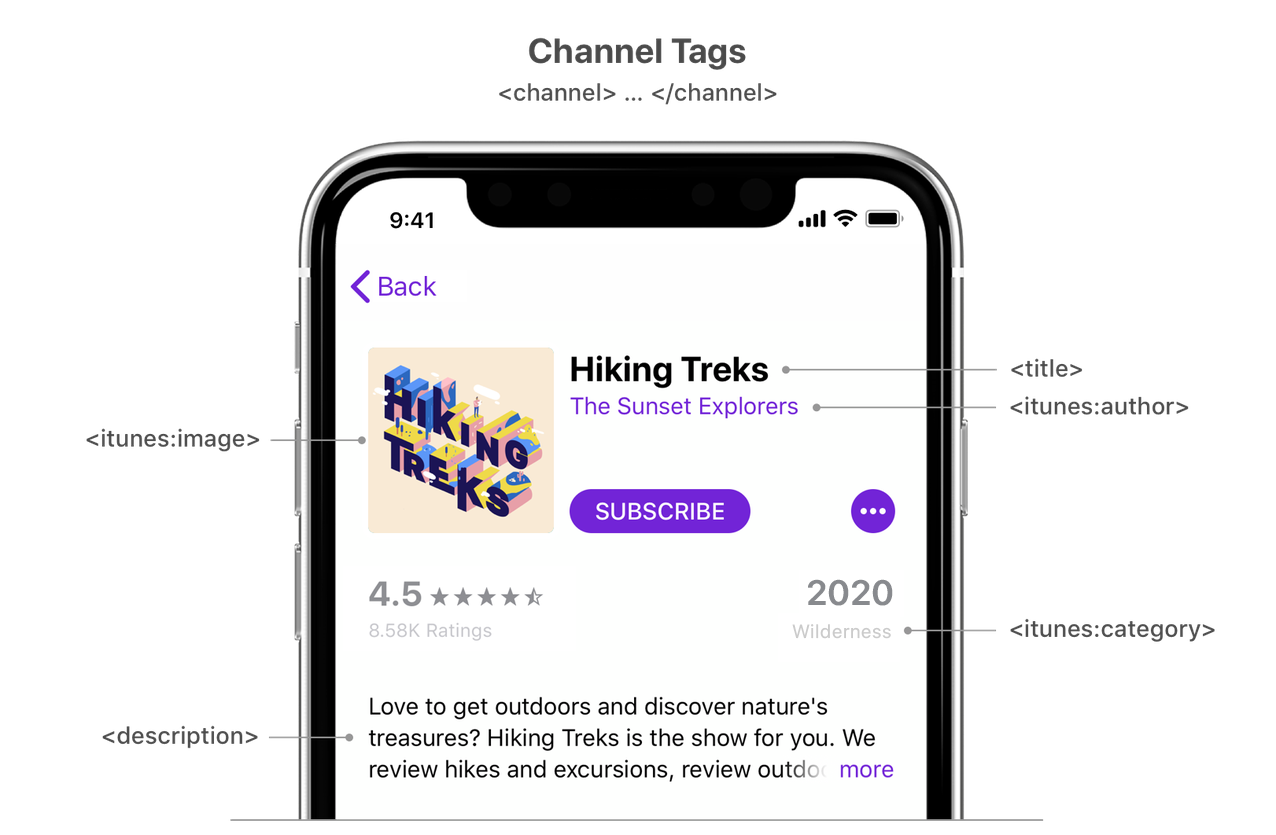 Channel Tags
<channel> ... </channel>
9:41
Back
HIKING
TREKS
Hiking Treks
<title>
The Sunset Explorers
<itunes:author>
<itunes:image>
SUBSCRIBE
4.5
2020
8.58K Ratings
Wilderness
<itunes:category>
Love to get outdoors and discover nature's
<description>
treasures? Hiking Treks is the show for you. We
review hikes and excursions, review outdoo more